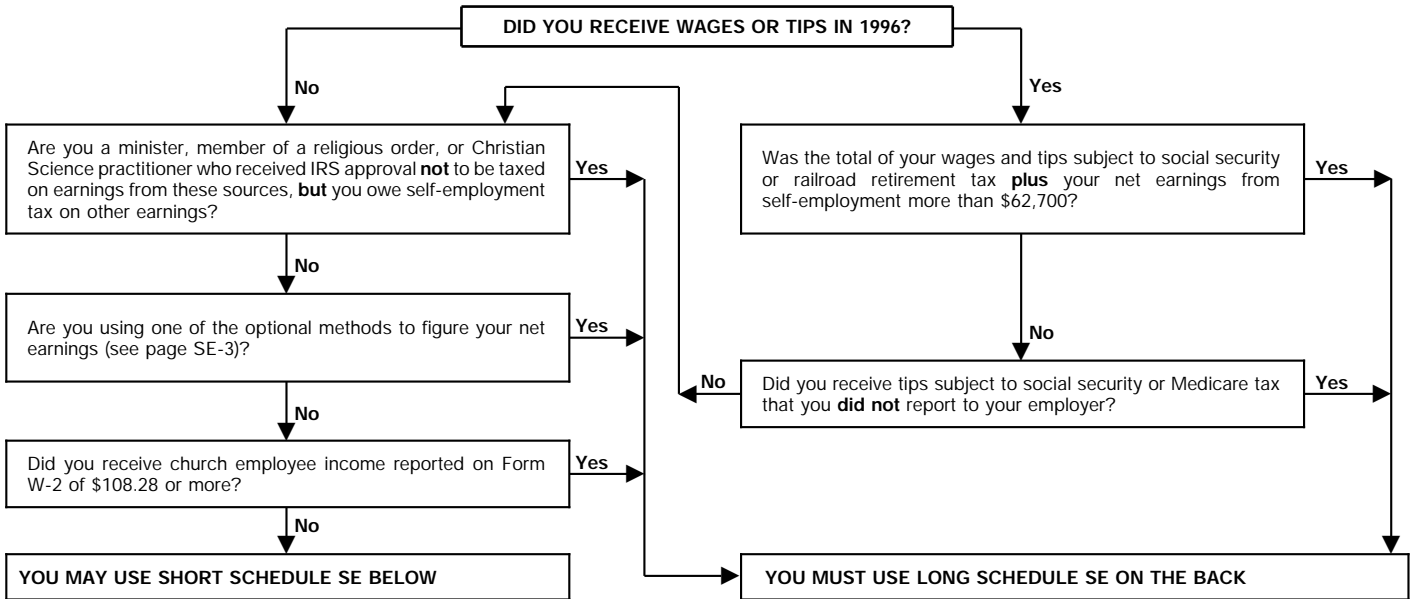 DID YOU RECEIVE WAGES OR TIPS IN 1996?
No
Yes
Are you a minister, member of a religious order, or Christian
Science practitioner who received IRS approval not to be taxed
on earnings from these sources, but you owe self-employment
tax on other earnings?
Yes
Was the total of your wages and tips subject to social security
or railroad retirement tax plus your net earnings from
self-employment more than $62,700?
Yes
No
Are you using one of the optional methods to figure your net
earnings (see page SE-3)?
Yes
No
No
Did you receive tips subject to social security or Medicare tax
that you did not report to your employer?
Yes
No
Did you receive church employee income reported on Form
W-2 of $108.28 or more?
Yes
No
YOU MAY USE SHORT SCHEDULE SE BELOW
YOU MUST USE LONG SCHEDULE SE ON THE BACK